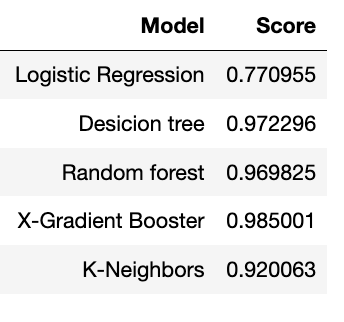 Model Score
Logistic Regression 0.770955
Desicion tree 0.972296
Random forest 0.969825
X-Gradient Booster 0.985001
K-Neighbors 0.920063